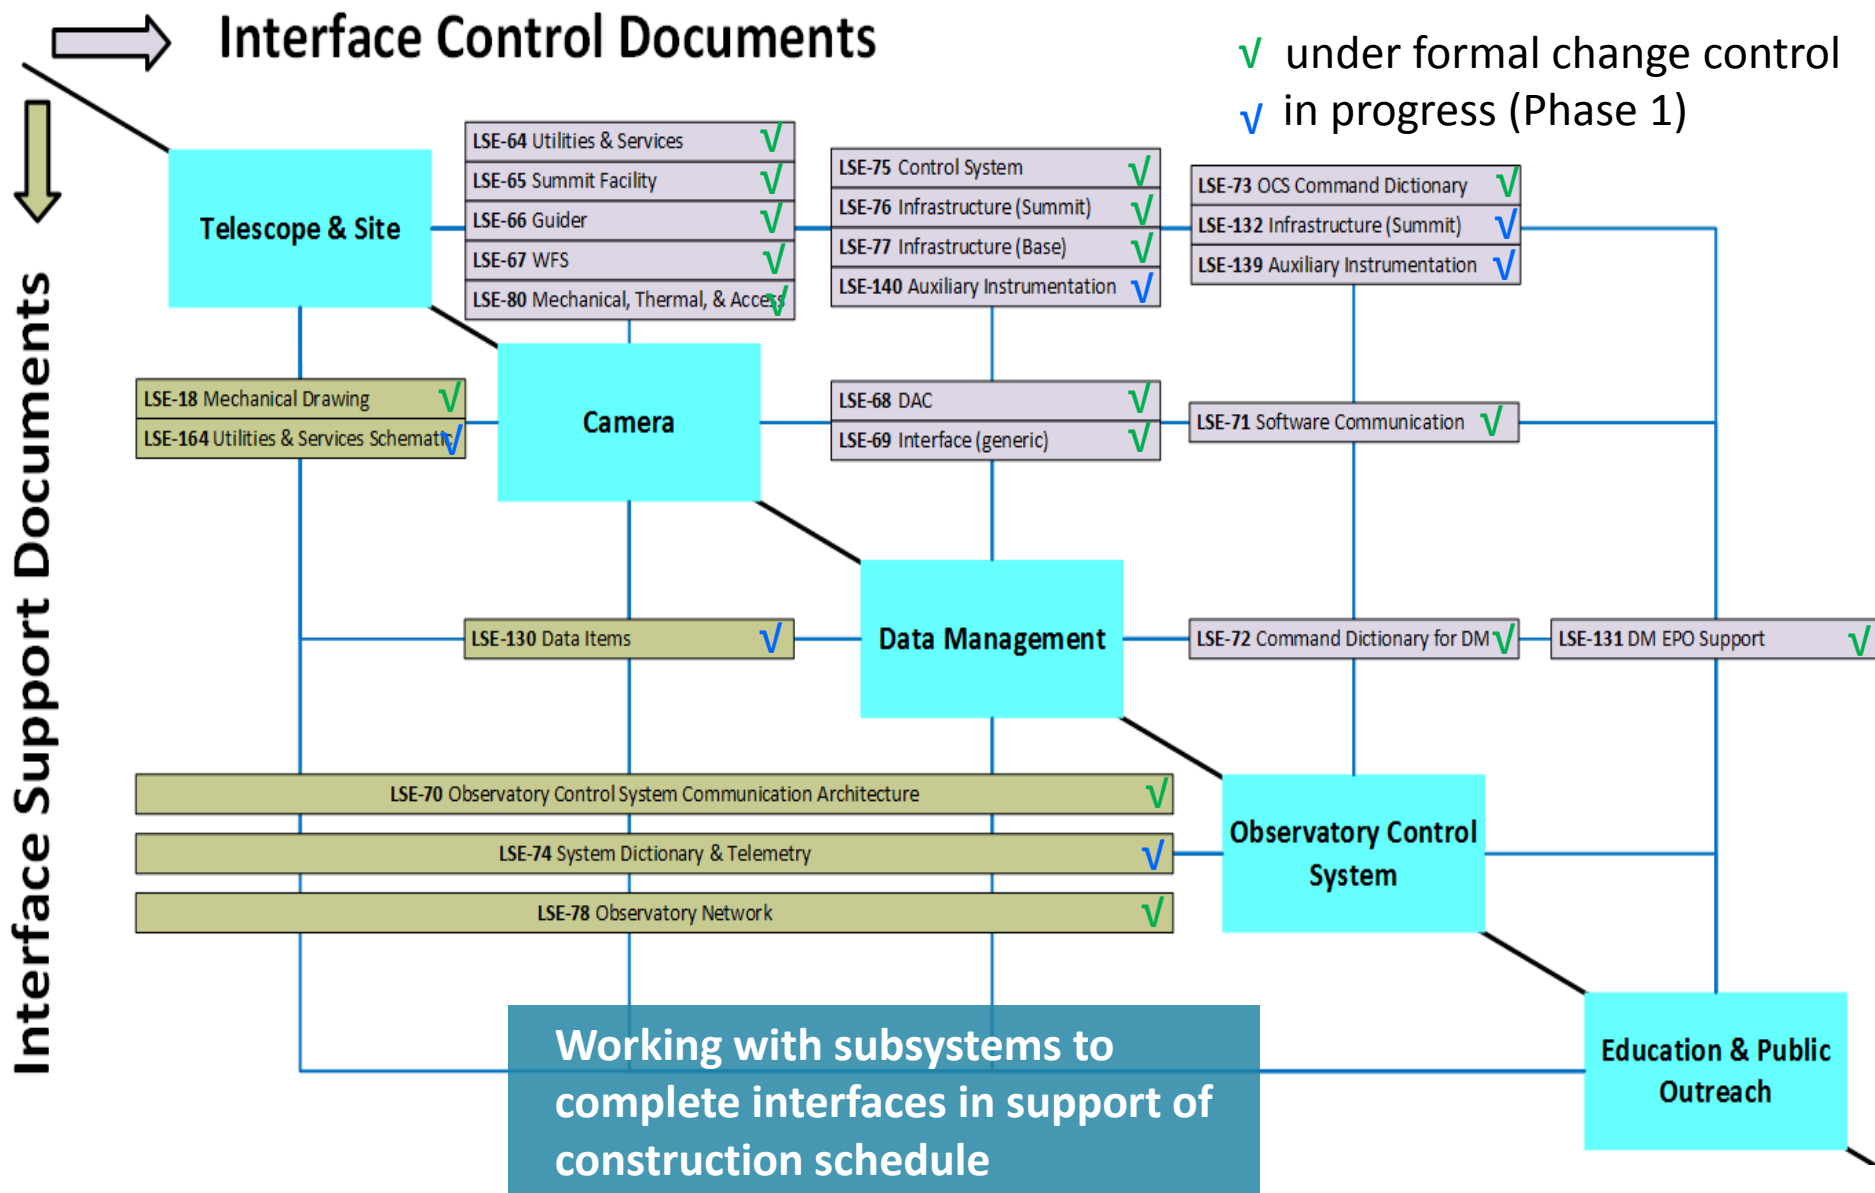 Interface Control Documents
√ under formal change control
√ in progress (Phase 1)
Interface Support Documents
Telescope & Site
LSE-64 Utilities & Services √
LSE-65 Summit Facility √
LSE-66 Guider √
LSE-67 WFS √
LSE-80 Mechanical, Thermal, & Access √
LSE-75 Control System √
LSE-76 Infrastructure (Summit) √
LSE-77 Infrastructure (Base) √
LSE-140 Auxiliary Instrumentation √
LSE-73 OCS Command Dictionary √
LSE-132 Infrastructure (Summit) √
LSE-139 Auxiliary Instrumentation √
LSE-18 Mechanical Drawing √
LSE-164 Utilities & Services Schematic √
Camera
LSE-68 DAC √
LSE-69 Interface (generic) √
LSE-71 Software Communication √
LSE-130 Data Items √
Data Management
LSE-72 Command Dictionary for DM √
LSE-131 DM EPO Support √
LSE-70 Observatory Control System Communication Architecture √
LSE-74 System Dictionary & Telemetry √
LSE-78 Observatory Network √
Observatory Control
System
Working with subsystems to
complete interfaces in support of
construction schedule
Education & Public
Outreach